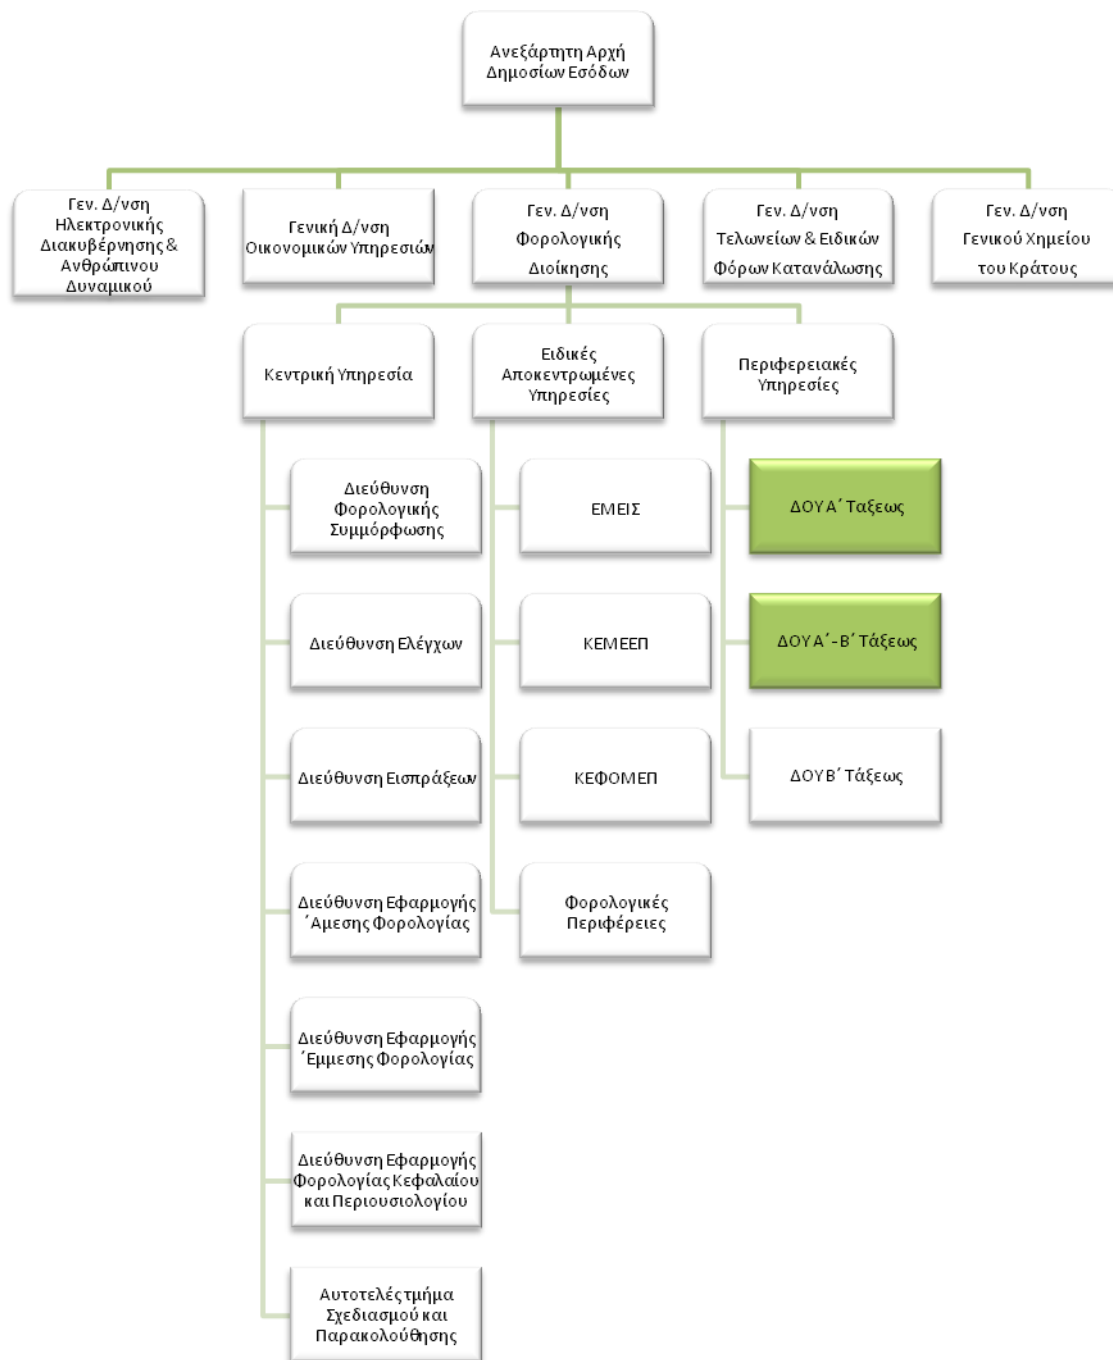 Ανεξάρτητη Αρχή
Δημοσίων Εσόδων
Γεν. Δ/νση
Ηλεκτρονικής
Διακυβέρνησης &
Ανθρώπινου
Δυναμικού
Γενική Δ/νση
Οικονομικών Υπηρεσιών
Γεν. Δ/νση
Φορολογικής
Διοίκησης
Γεν. Δ/νση
Τελωνείων & Ειδικών
Φόρων Κατανάλωσης
Γεν. Δ/νση
Γενικού Χημείου
του Κράτους
Κεντρική Υπηρεσία
Ειδικές
Αποκεντρωμένες
Υπηρεσίες
Περιφερειακές
Υπηρεσίες
Διεύθυνση
Φορολογικής
Συμμόρφωσης
ΕΜΕΙΣ
ΔΟΥ Α΄ Ταξεως
Διεύθυνση Ελέγχων
ΚΕΜΕΕΠ
ΔΟΥ Α΄-Β΄ Τάξεως
Διεύθυνση Εισπράξεων
ΚΕΦΟΜΕΠ
ΔΟΥ Β΄ Τάξεως
Διεύθυνση Εφαρμογής
΄Αμεσης Φορολογίας
Φορολογικές
Περιφέρειες
Διεύθυνση Εφαρμογής
΄Εμμεσης Φορολογίας
Διεύθυνση Εφαρμογής
Φορολογίας Κεφαλαίου
και Περιουσιολογίου
Αυτοτελές τμήμα
Σχεδιασμού και
Παρακολούθησης